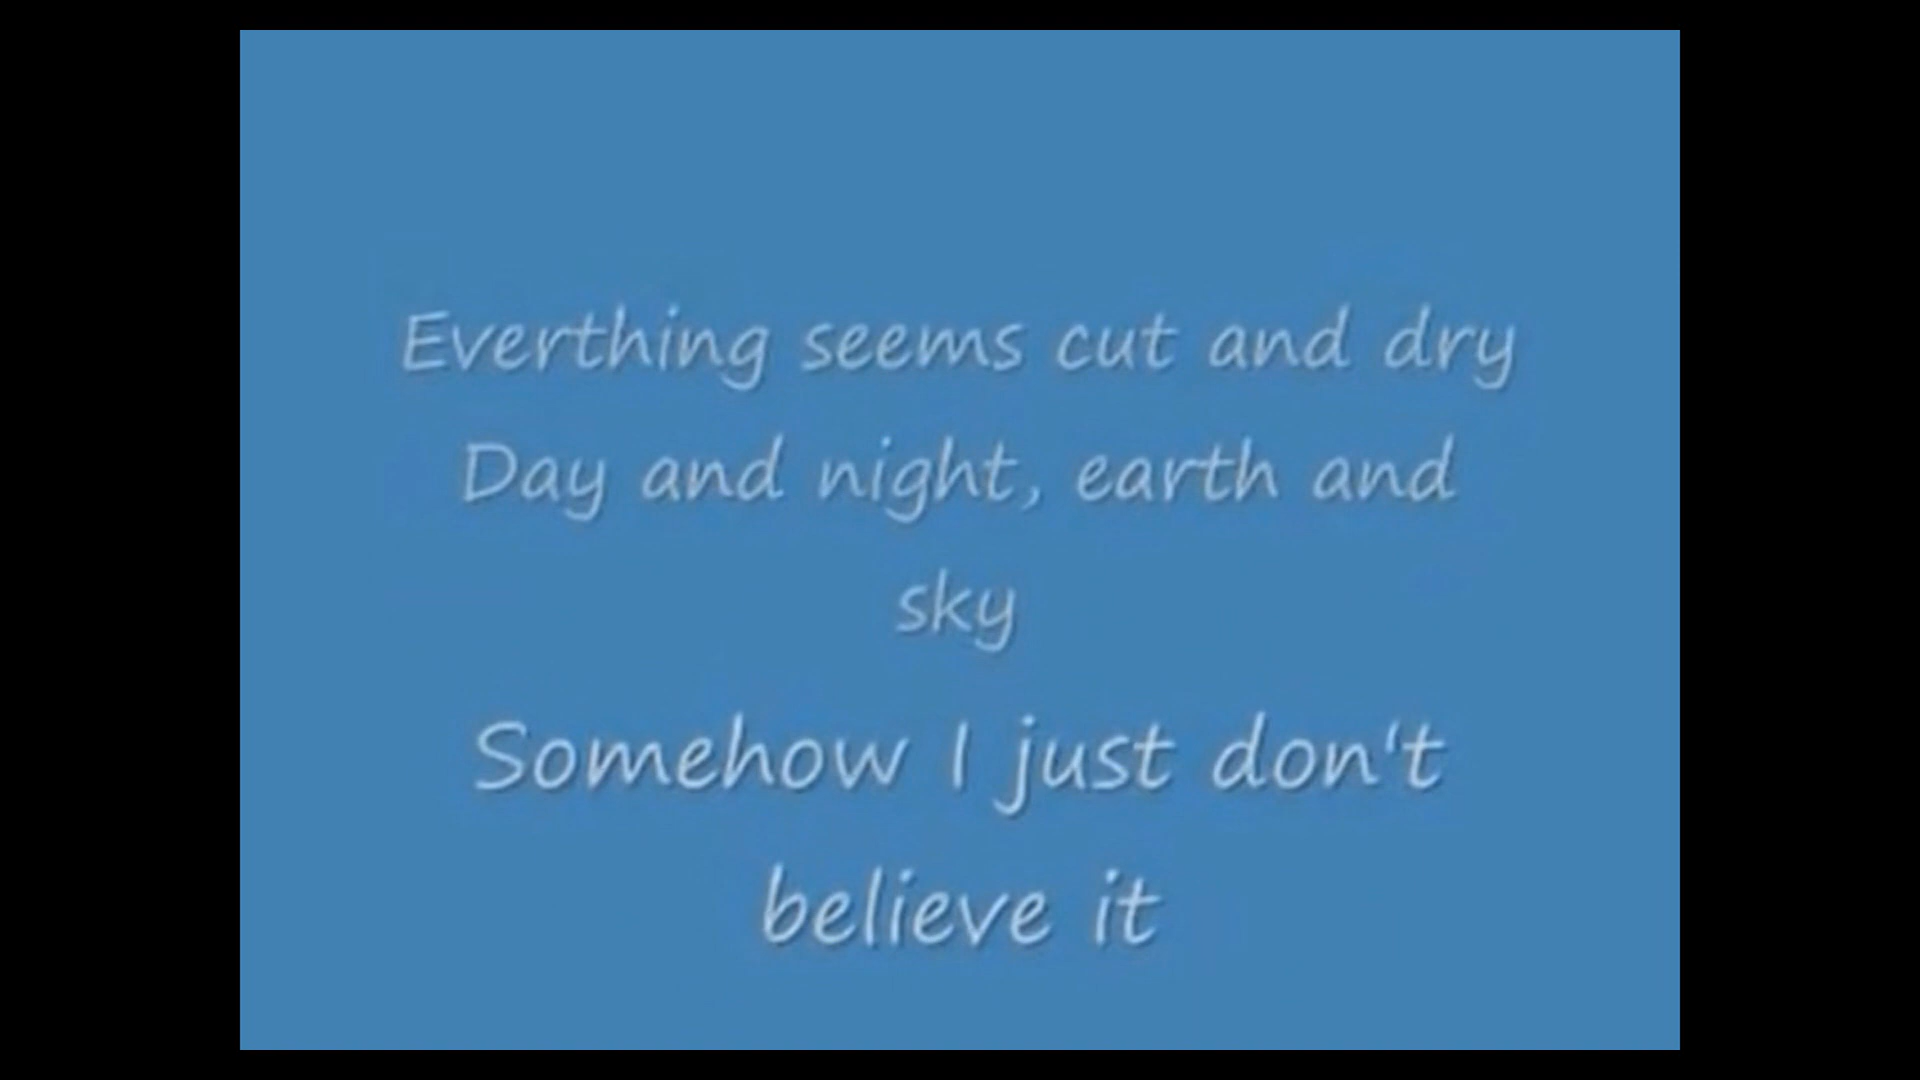 Everthing seems cut and dry
Day and night, earth and
sky
Somehow I just don't
believe it